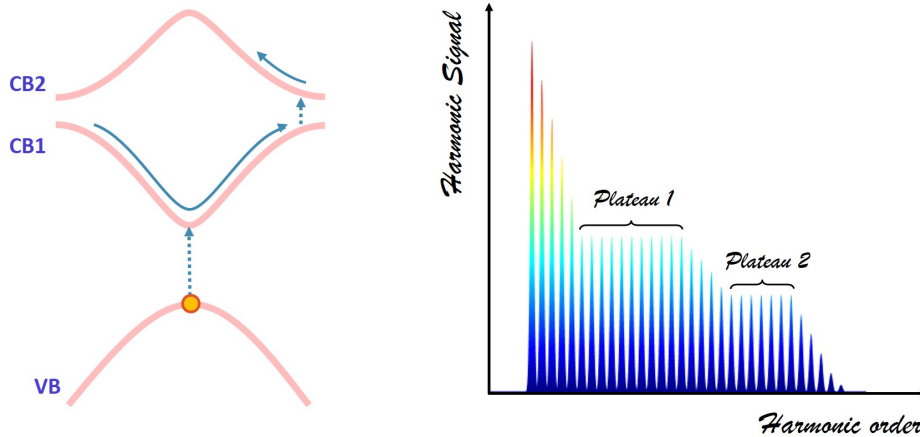 CB2
CB1
VB
Harmonic Signal
Plateau 1
Plateau 2
Harmonic order